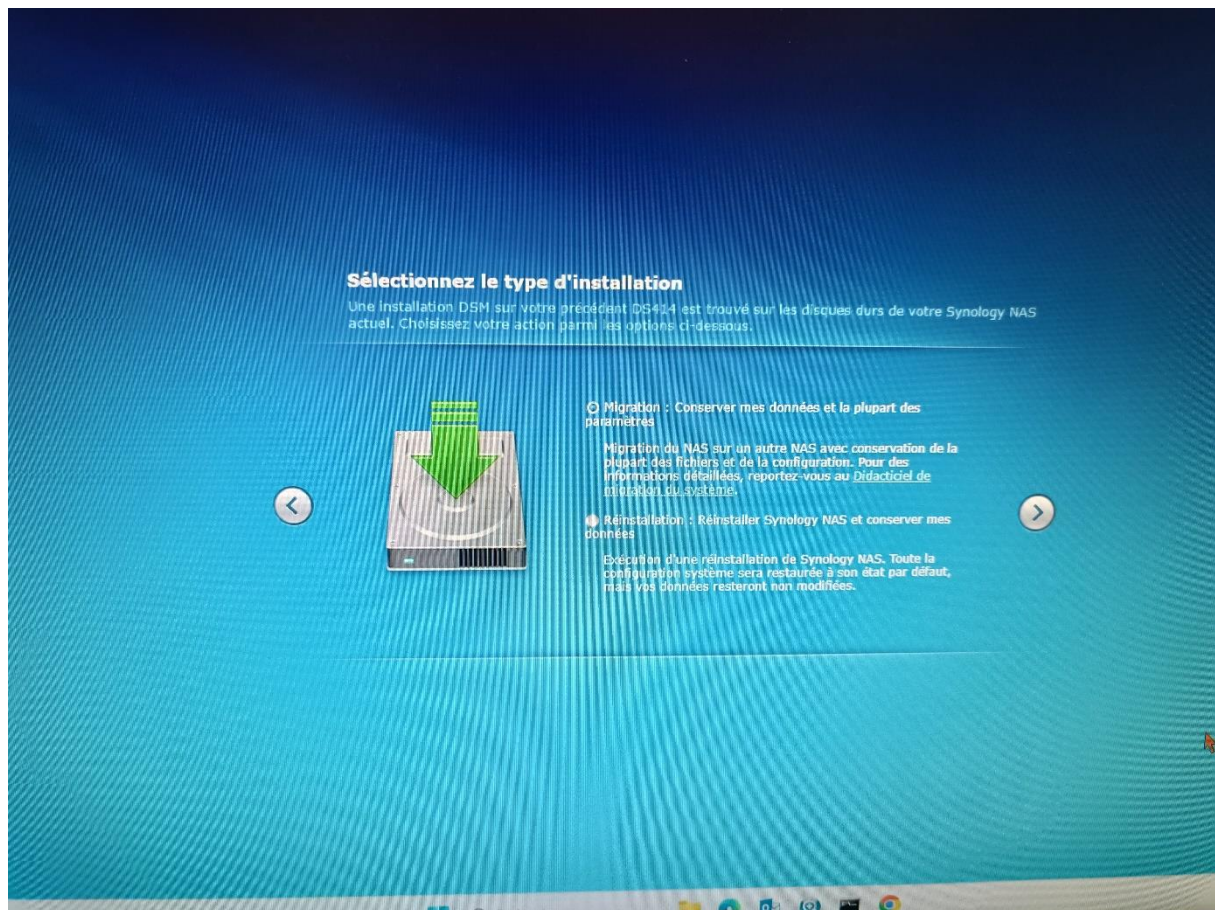 Sélectionnez le type d'installation
Une installation DSM sur votre précédent DS414 est trouvé sur les disques durs de votre Synology NAS
actuel. Choisissez votre action parmi les options ci-dessous.
Migration : Conserver mes données et la plupart des
paramètres
Migration du NAS sur un autre NAS avec conservation de la
plupart des fichiers et de la configuration. Pour des
informations détaillées, reportez-vous au Didacticiel de
migration du système.
Réinstallation : Réinstaller Synology NAS et conserver mes
données
Exécution d'une réinstallation de Synology NAS. Toute la
configuration système sera restaurée à son état par défaut,
mais vos données resteront non modifiées.